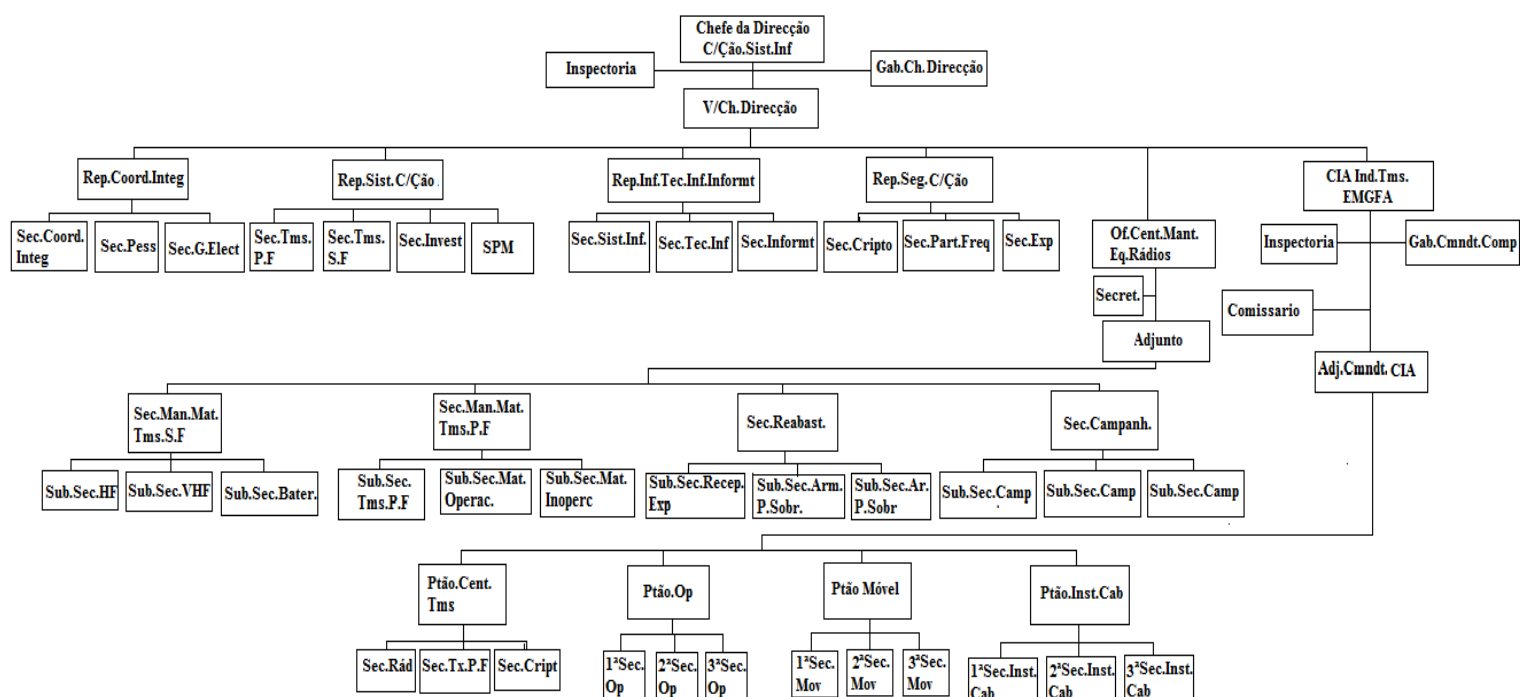 Chefe da Direcção
C/Ção.Sist.Inf
Inspectoria
Gab.Ch.Direcção
V/Ch.Direcção
Rep.Coord.Integ
Rep.Sist.C/Ção.
Rep.Inf.Tec.Inf.Informt
Rep.Seg.C/Ção
CIA Ind.Tms.
EMGFA
Sec.Coord.
Integ
Sec.Pess
Sec.G.Elect
Sec.Tms.
P.F
Sec.Tms.
S.F
Sec.Invest
SPM
Sec.Sist.Inf.
Sec.Tec.Inf
Sec.Informt
Sec.Cripto
Sec.Part.Freq
Sec.Exp
Of.Cent.Mant.
Eq.Rádios
Inspectoria
Gab.Cmndt.Comp
Secret.
Comissario
Adjunto
Adj.Cmndt. CIA
Sec.Man.Mat.
Tms.S.F
Sec.Man.Mat.
Tms.P.F
Sec.Reabast.
Sec.Campanh.
Sub.Sec.HF
Sub.Sec.VHF
Sub.Sec.Bater.
Sub.Sec.
Tms.P.F
Sub.Sec.Mat.
Operac.
Sub.Sec.Mat.
Inoperc
Sub.Sec.Recep.
Exp
Sub.Sec.Arm.
P.Sobr.
Sub.Sec.Ar.
P.Sobr
Sub.Sec.Camp
Sub.Sec.Camp
Sub.Sec.Camp
Ptão.Cent.
Tms
Ptão.Op
Ptão Móvel
Ptão.Inst.Cab
Sec.Rád
Sec.Tx.P.F
Sec.Cript
1ªSec.
Op
2ªSec.
Op
3ªSec.
Op
1ªSec.
Mov
2ªSec.
Mov
3ªSec.
Mov
1ªSec.Inst.
Cab
2ªSec.Inst.
Cab
3ªSec.Inst.
Cab